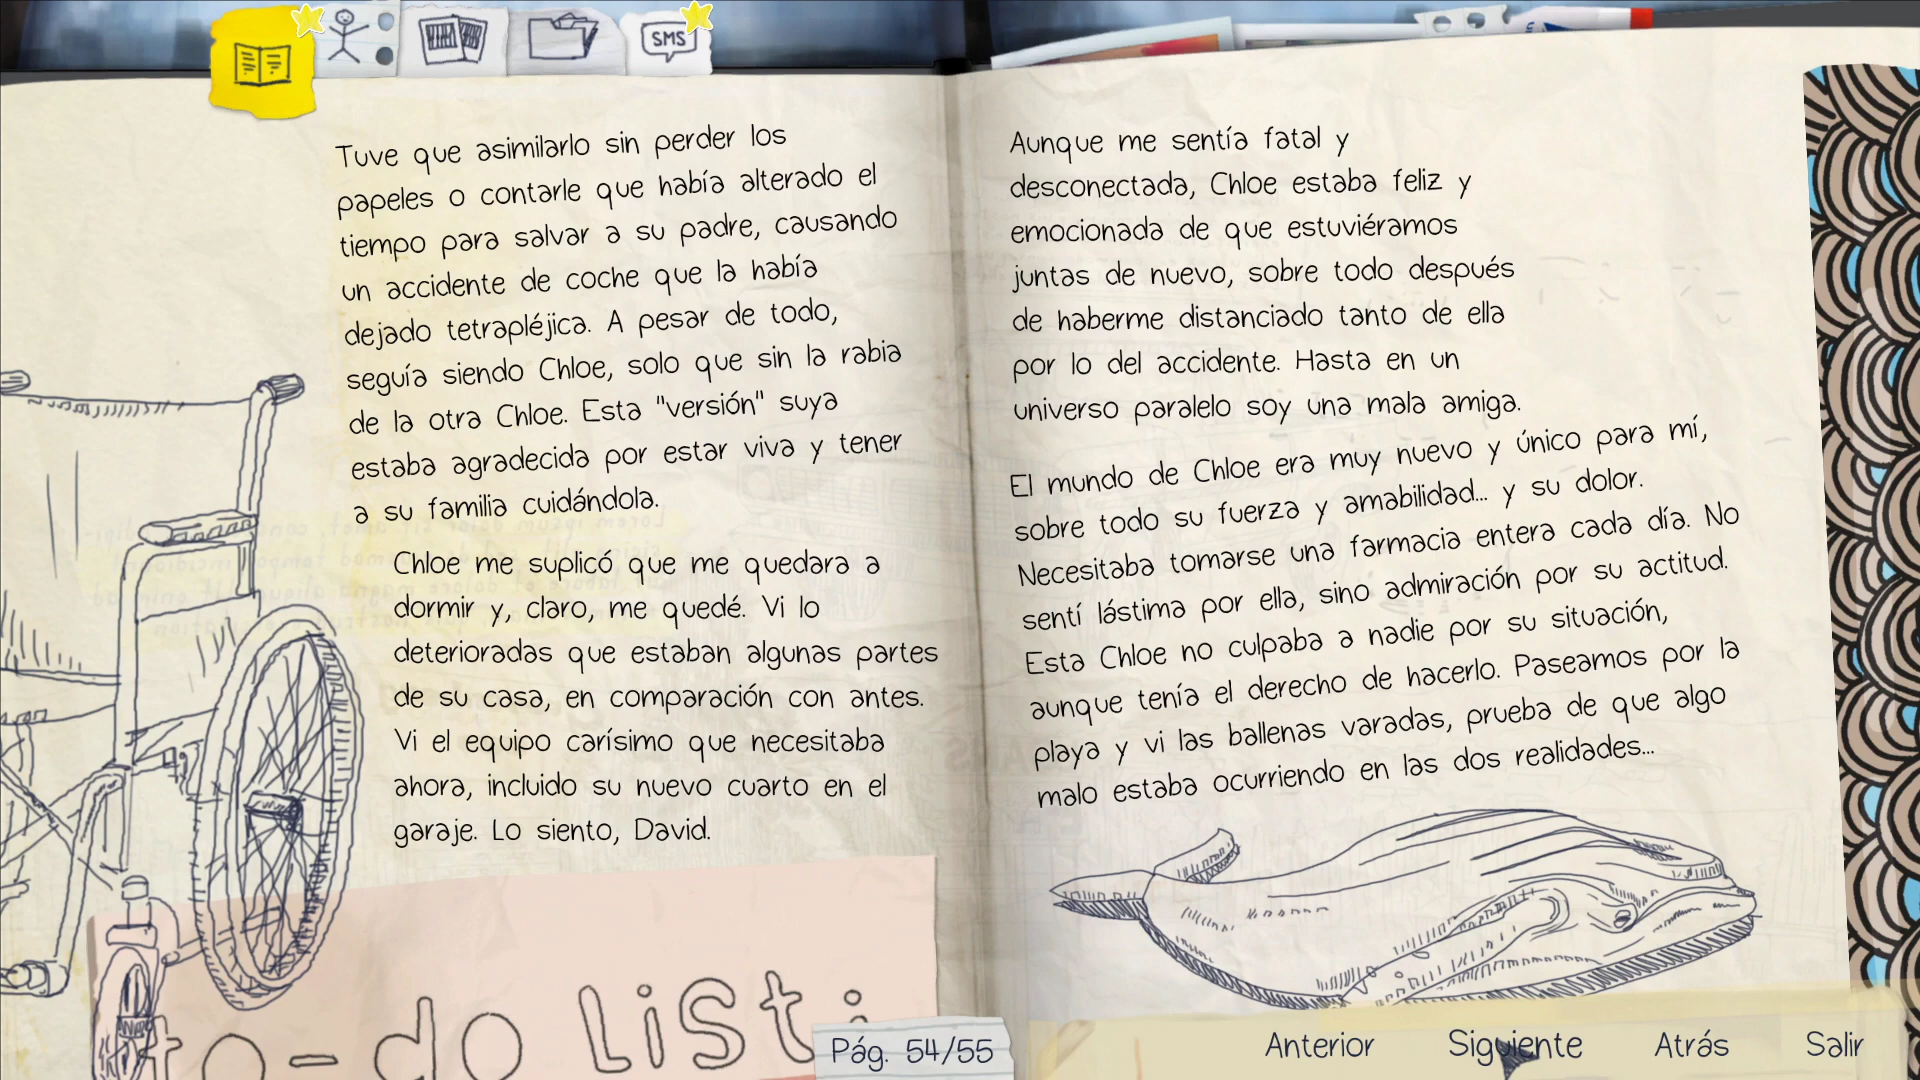 SMS
Tuve que asimilarlo sin perder los
papeles o contarle que había alterado el
tiempo para salvar a su padre, causando
un accidente de coche que la había
dejado tetrapléjica. A pesar de todo,
seguía siendo Chloe, solo que sin la rabia
de la otra Chloe. Esta "versión" suya
estaba agradecida por estar viva y tener
a su familia cuidándola.
Chloe me suplicó que me quedara a
dormir y, claro, me quedé. Vi lo
deterioradas que estaban algunas partes
de su casa, en comparación con antes.
Vi el equipo carísimo que necesitaba
ahora, incluido su nuevo cuarto en el
garaje. Lo siento, David.
to-do List:
Aunque me sentía fatal y
desconectada, Chloe estaba feliz y
emocionada de que estuviéramos
juntas de nuevo, sobre todo después
de haberme distanciado tanto de ella
por lo del accidente. Hasta en un
universo paralelo soy una mala amiga.
El mundo de Chloe era muy nuevo y único para mí,
sobre todo su fuerza y amabilidad... y su dolor.
Necesitaba tomarse una farmacia entera cada día. No
sentí lástima por ella, sino admiración por su actitud.
Esta Chloe no culpaba a nadie por su situación,
aunque tenía el derecho de hacerlo. Paseamos por la
playa y vi las ballenas varadas, prueba de que algo
malo estaba ocurriendo en las dos realidades...
Pág. 54/55
Anterior Siguiente Atrás Salir